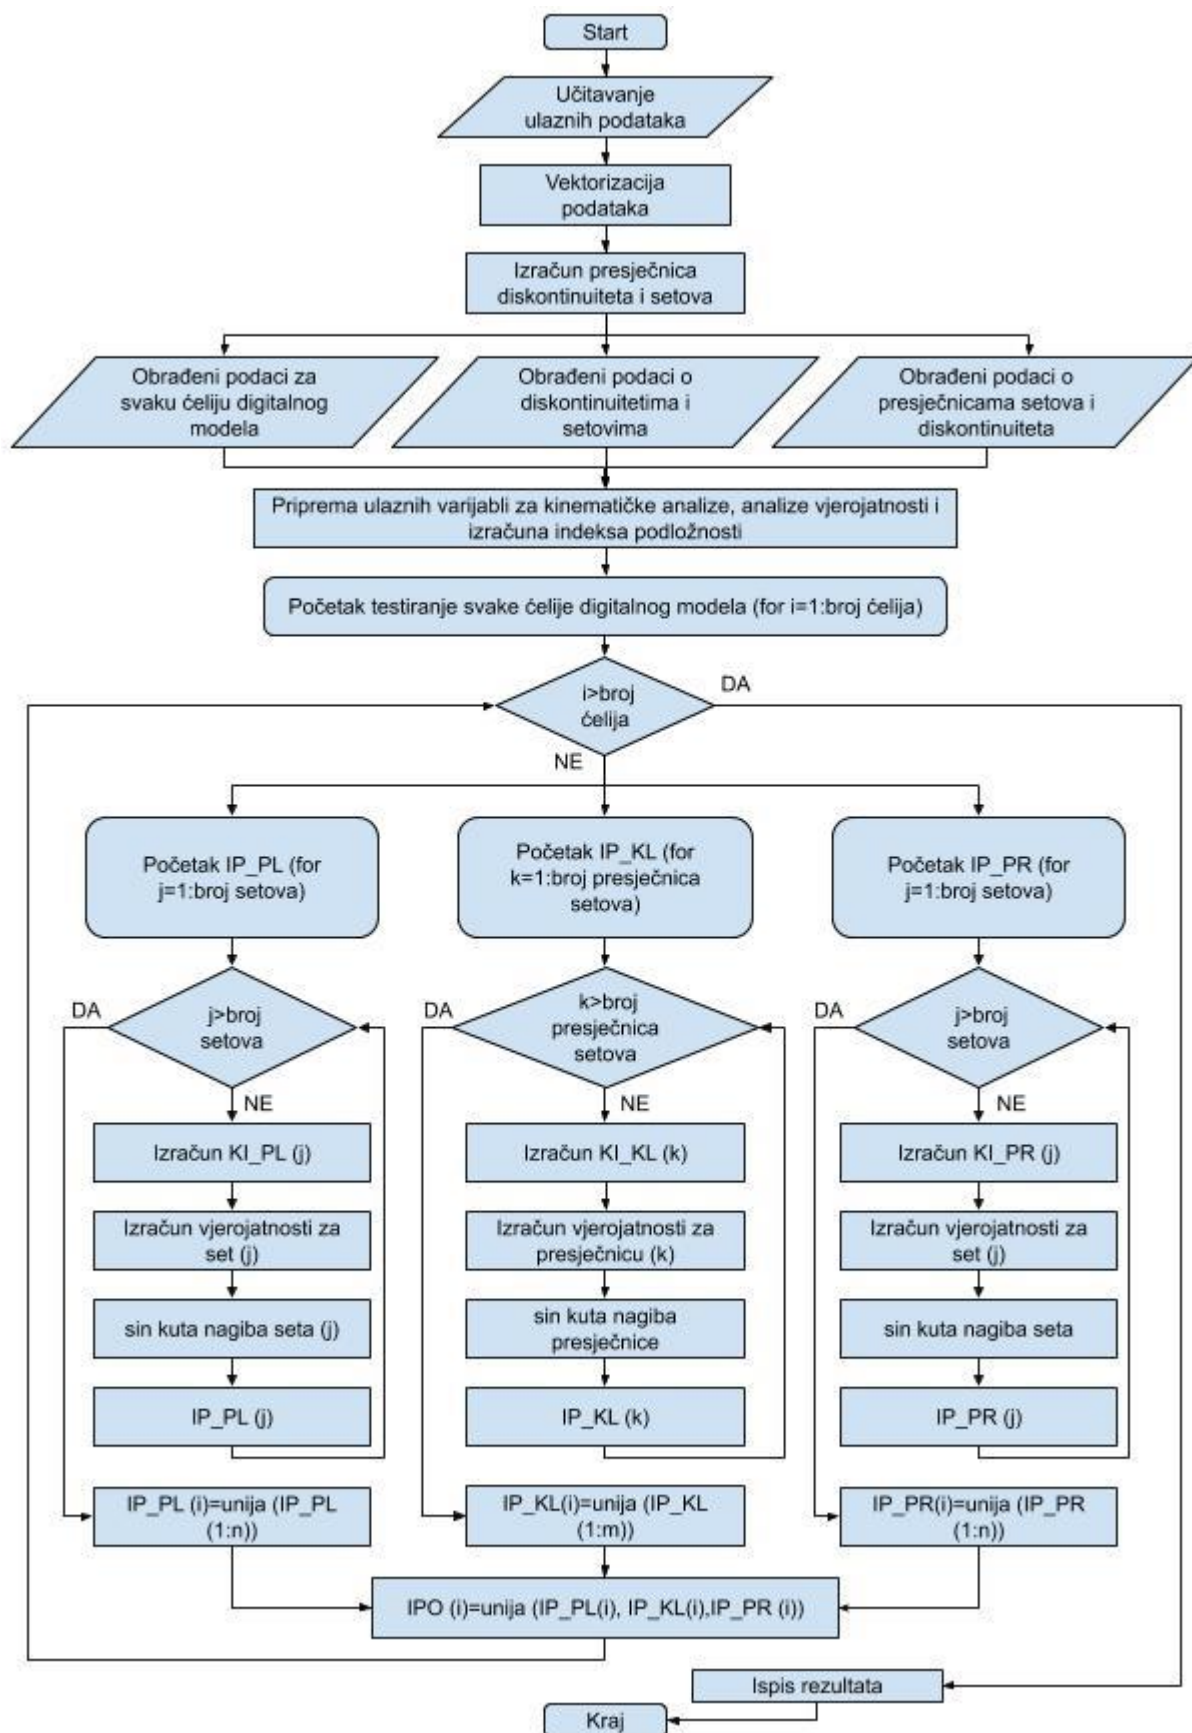 Start
Učitavanje
ulaznih podataka
Vektorizacija
podataka
Izračun presječnica
diskontinuiteta i setova
Obrađeni podaci za
svaku ćeliju digitalnog
modela
Obrađeni podaci o
diskontinuitetima i
setovima
Obrađeni podaci o
presječnicama setova i
diskontinuiteta
Priprema ulaznih varijabli za kinematičke analize, analize vjerojatnosti i
izračuna indeksa podložnosti
Početak testiranje svake ćelije digitalnog modela (for i=1:broj ćelija)
i>broj
ćelija
DA
NE
Početak IP_PL (for
j=1:broj setova)
Početak IP_KL (for
k=1:broj presječnica
setova)
Početak IP_PR (for
j=1:broj setova)
DA
j>broj
setova
NE
DA
k>broj
presječnica
setova
NE
DA
j>broj
setova
NE
Izračun KI_PL (j)
Izračun vjerojatnosti za
set (j)
sin kuta nagiba seta (j)
IP_PL (j)
IP_PL (i)=unija (IP_PL
(1:n))
Izračun KI_KL (k)
Izračun vjerojatnosti za
presječnicu (k)
sin kuta nagiba
presječnice
IP_KL (k)
IP_KL(i)=unija (IP_KL
(1:m))
Izračun KI_PR (j)
Izračun vjerojatnosti za
set (j)
sin kuta nagiba seta
IP_PR (j)
IP_PR(i)=unija (IP_PR
(1:n))
IPO (i)=unija (IP_PL(i), IP_KL(i),IP_PR (i))
Ispis rezultata
Kraj